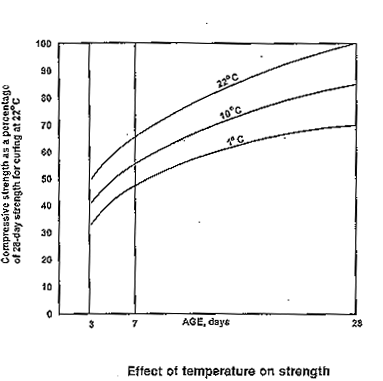 Compressive strength as a percentage
of 28-day strength for curing at 22°C
100
90
80
70
60
50
40
30
20
10
0
22°C
10°C
1°C
3
7
AGE, days
28
Effect of temperature on strength